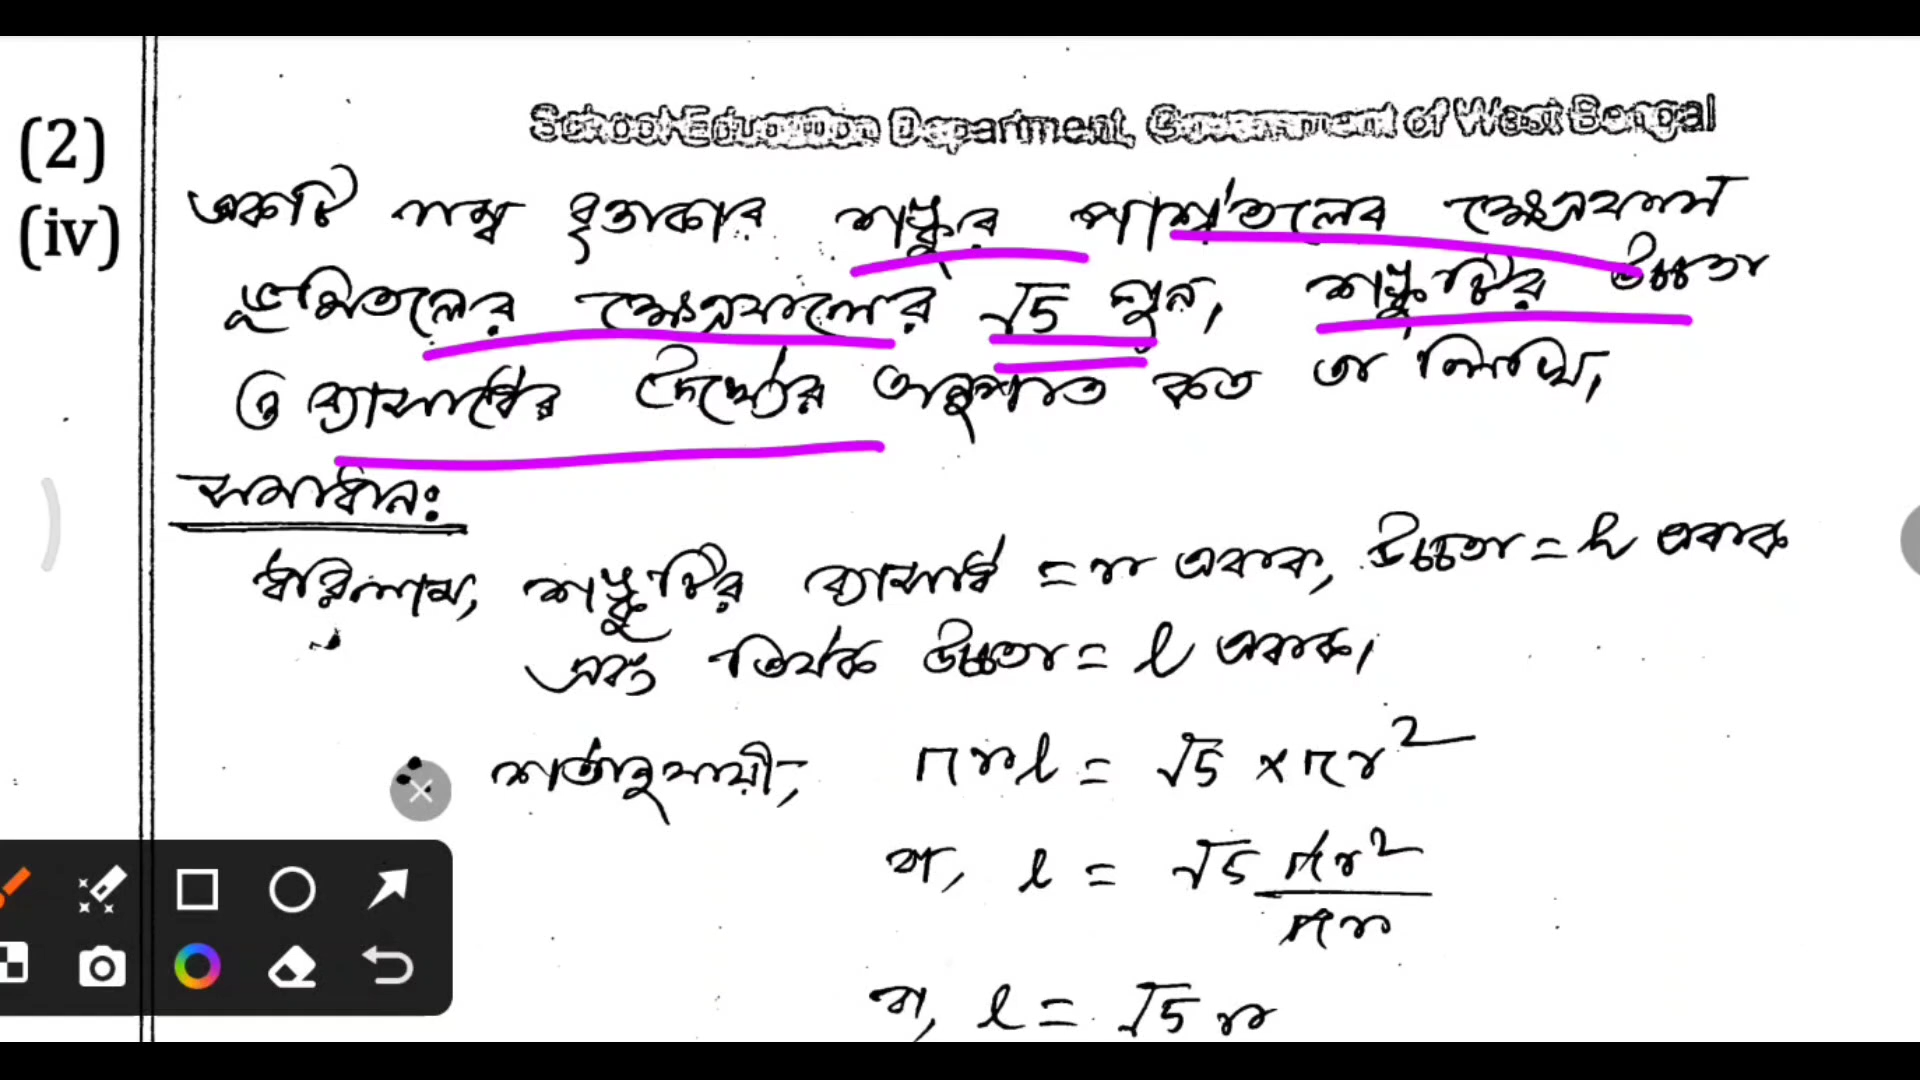 School Education Department, Government of West Bengal
(2)
(iv)
একটি লম্ব বৃত্তাকার শঙ্কুর পার্শ্বতলের ক্ষেত্রফল
ভূমিতলের ক্ষেত্রফলের √5 গুন। শঙ্কুটির উচ্চতা
ও ব্যাসার্ধের দৈর্ঘ্যের অনুপাত কত তা লিখি।
সমাধান:
ধরিলাম, শঙ্কুটির ব্যাসার্ধ = r একক, উচ্চতা = h একক
এবং তির্যক উচ্চতা = l একক।
শর্তানুযায়ী, πrl = √5 × πr²
বা, l = √5 πr²/πr
বা, l = √5 r